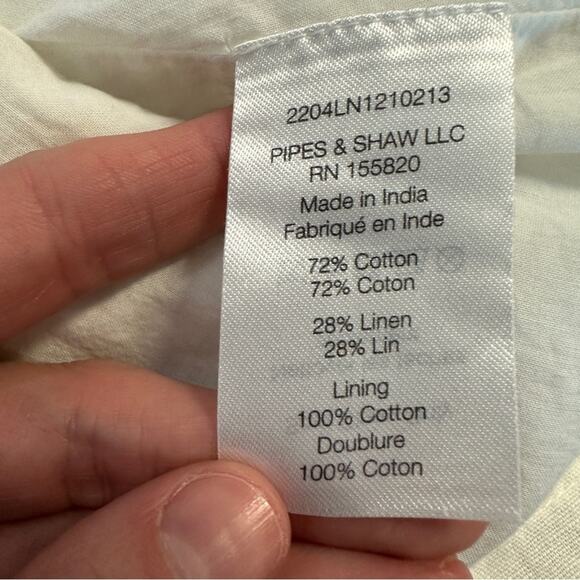 2204LN1210213
PIPES & SHAW LLC
RN 155820
Made in India
Fabriqué en Inde
72% Cotton
72% Coton
28% Linen
28% Lin
Lining
100% Cotton
Doublure
100% Coton